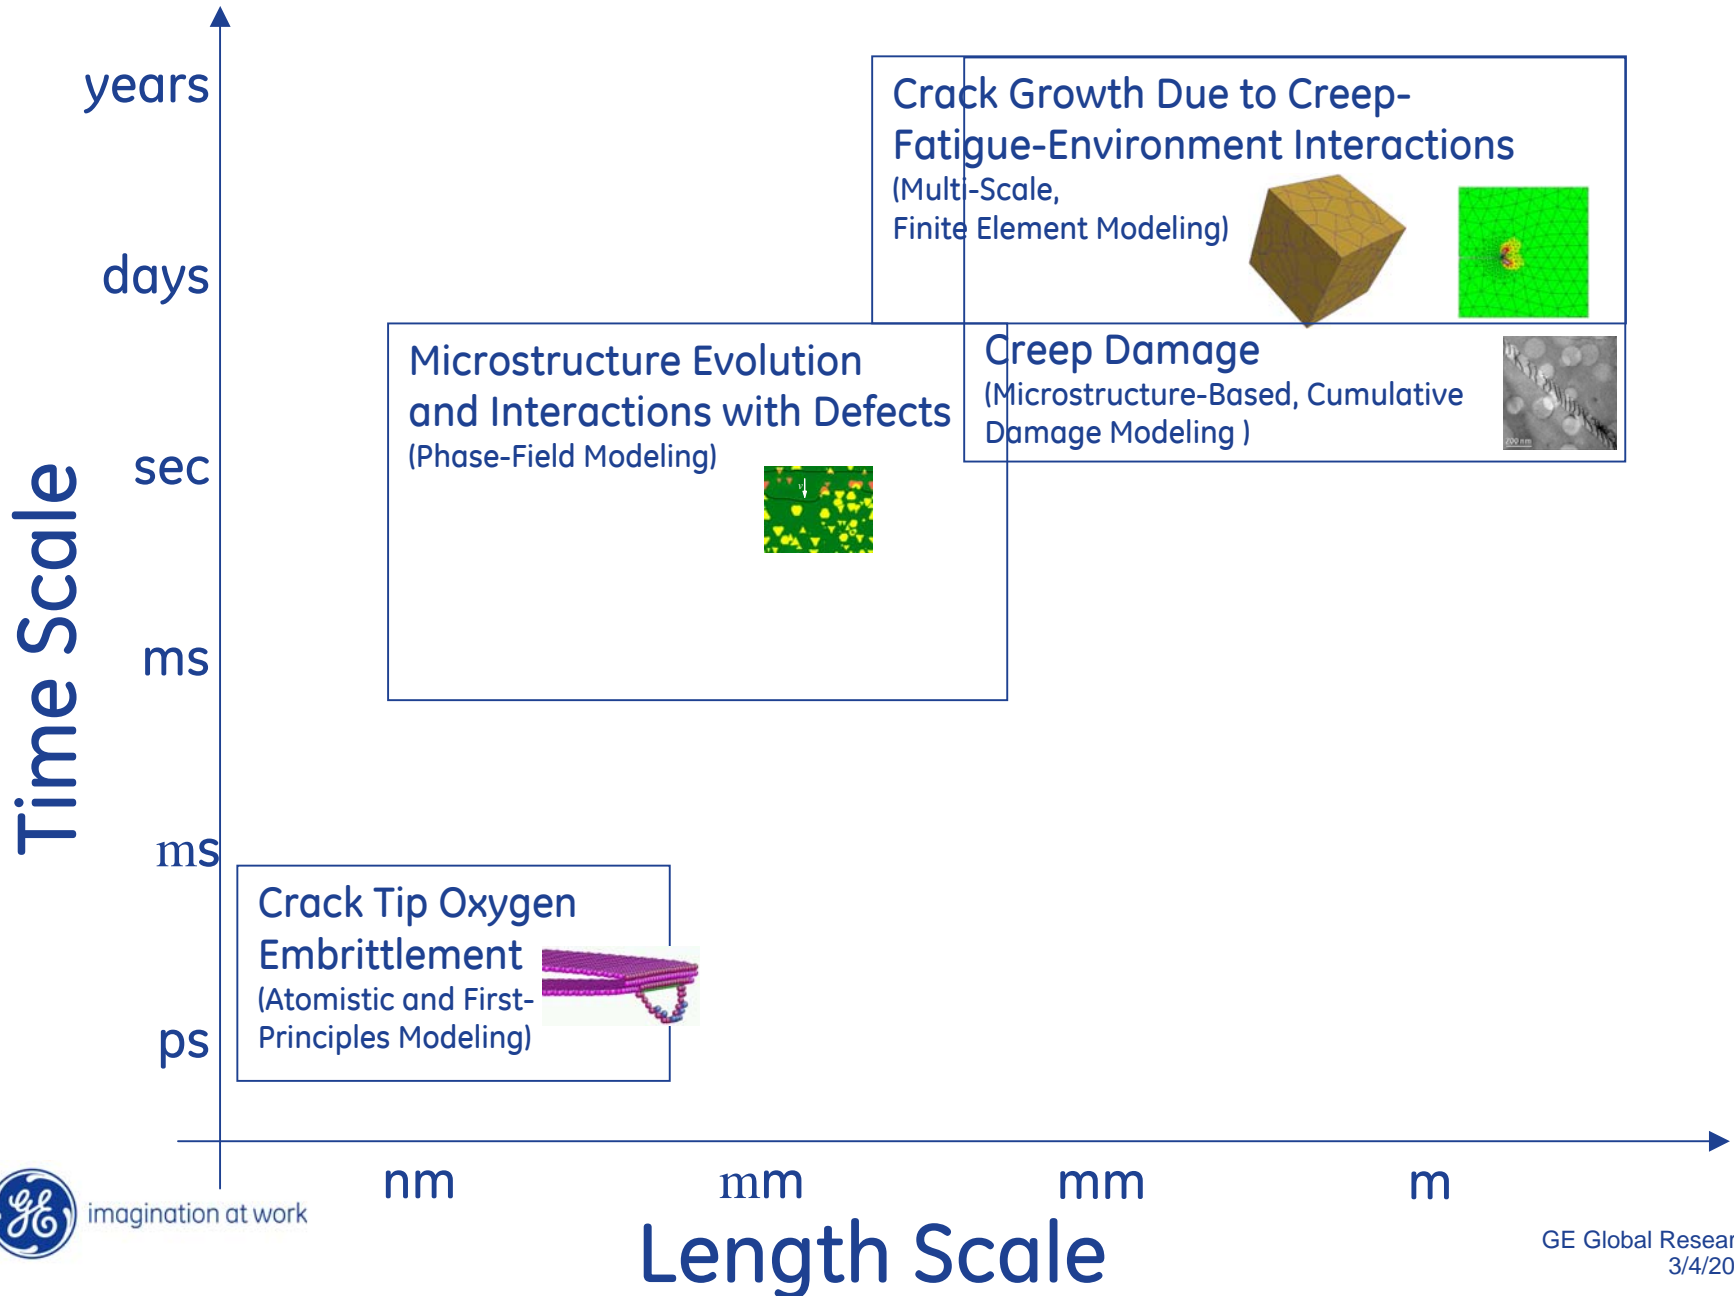 years
days
sec
ms
ms
ps
Time Scale
Crack Growth Due to Creep-
Fatigue-Environment Interactions
(Multi-Scale,
Finite Element Modeling)
Creep Damage
(Microstructure-Based, Cumulative
Damage Modeling )
200 nm
Microstructure Evolution
and Interactions with Defects
(Phase-Field Modeling)
v
Crack Tip Oxygen
Embrittlement
(Atomistic and First-
Principles Modeling)
nm
mm
mm
m
Length Scale
GE
imagination at work
GE Global Resear
3/4/20